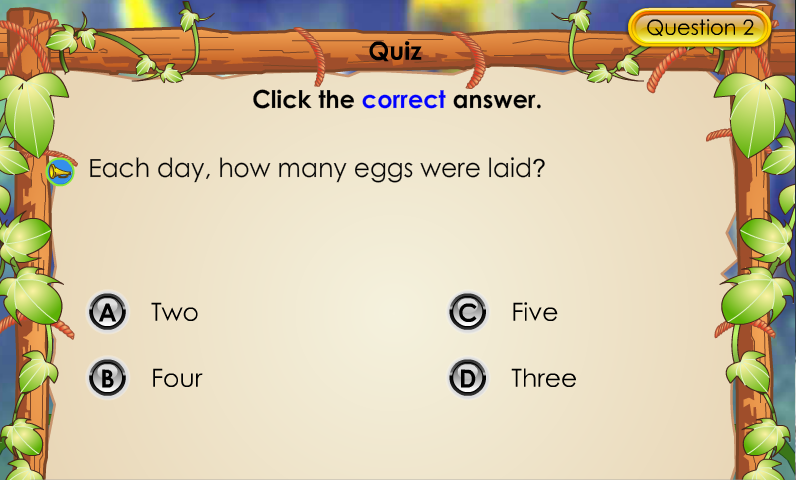 Question 2
Quiz
Click the correct answer.
Each day, how many eggs were laid?
A Two
C Five
B Four
D Three